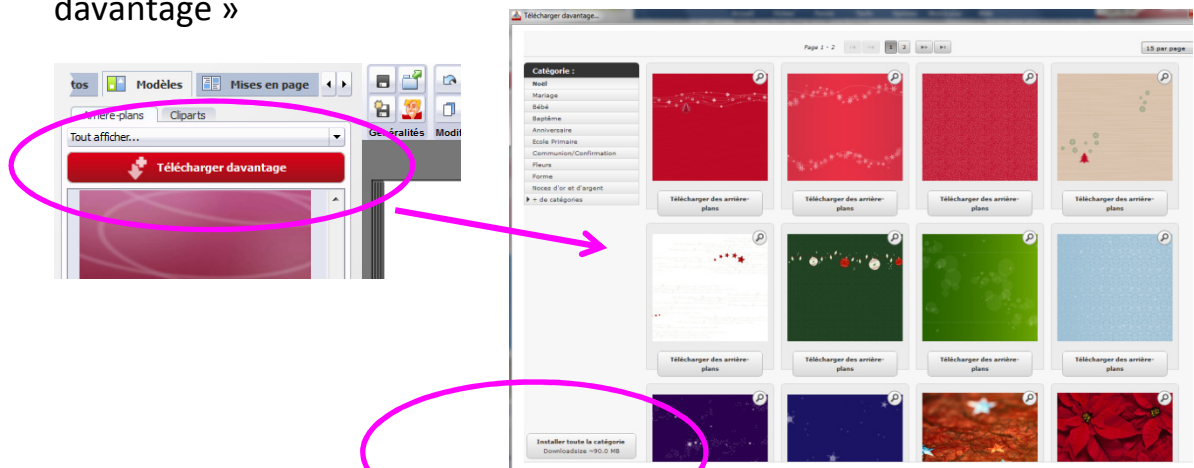 davantage »
Télécharger davantage...
Page 1 - 2
1
2
15 par page
tos
Modèles
Mises en page
Arrière-plans
Cliparts
Tout afficher...
Télécharger davantage
Généralités
Modif
Catégorie :
Noël
Mariage
Bébé
Baptême
Anniversaire
Ecole Primaire
Communion/Confirmation
Fleurs
Forme
Noces d'or et d'argent
+ de catégories
Télécharger des arrière-
plans
Télécharger des arrière-
plans
Télécharger des arrière-
plans
Télécharger des arrière-
plans
Télécharger des arrière-
plans
Télécharger des arrière-
plans
Télécharger des arrière-
plans
Télécharger des arrière-
plans
Installer toute la catégorie
Downloadsize ~90.0 MB